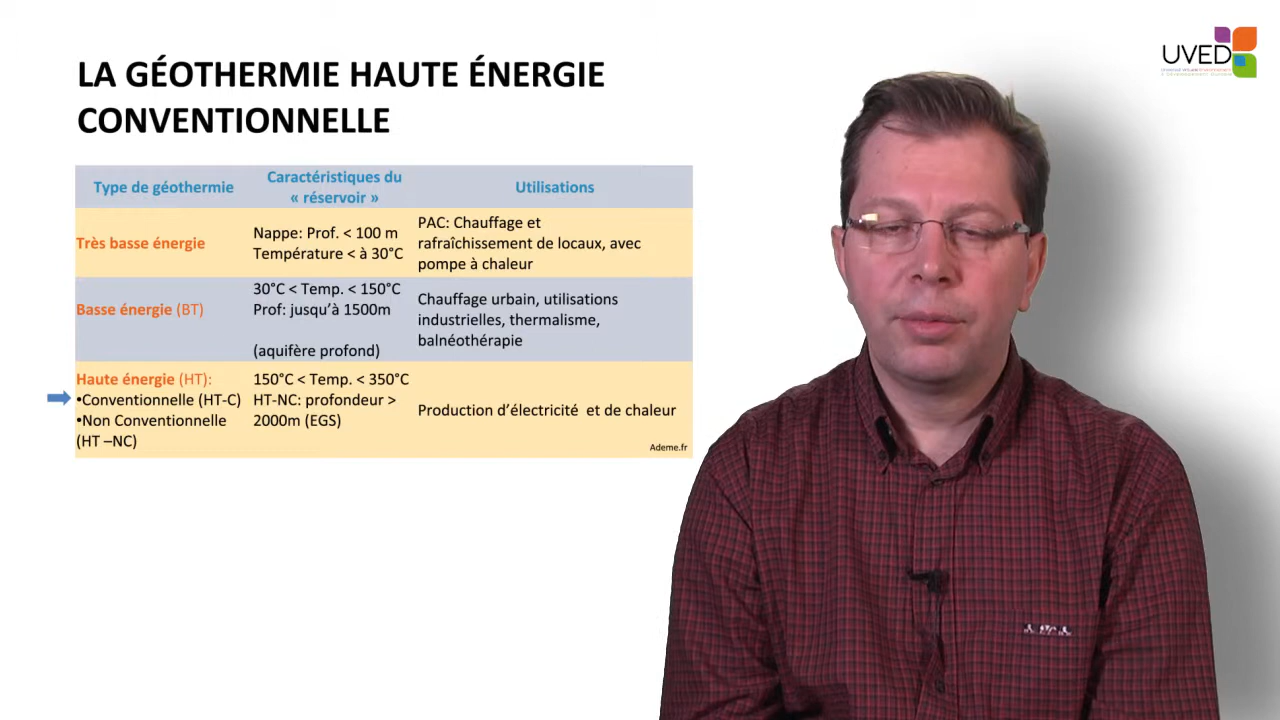 LA GÉOTHERMIE HAUTE ÉNERGIE
CONVENTIONNELLE
UVED
Type de géothermie
Caractéristiques du
« réservoir »
Utilisations
Très basse énergie
Nappe: Prof. < 100 m
Température < à 30°C
PAC: Chauffage et
rafraîchissement de locaux, avec
pompe à chaleur
Basse énergie (BT)
30°C < Temp. < 150°C
Prof: jusqu'à 1500m
(aquifère profond)
Chauffage urbain, utilisations
industrielles, thermalisme,
balnéothérapie
Haute énergie (HT):
•Conventionnelle (HT-C)
•Non Conventionnelle
(HT –NC)
150°C < Temp. < 350°C
HT-NC: profondeur >
2000m (EGS)
Production d'électricité et de chaleur
Ademe.fr